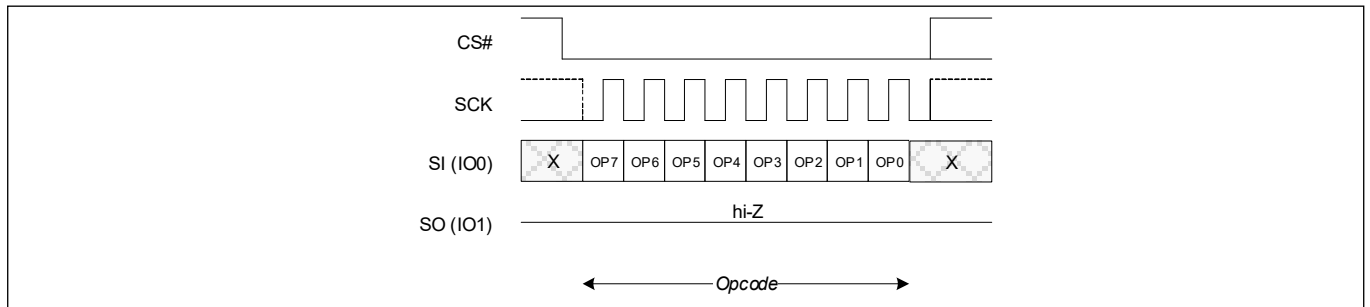 CS#
SCK
SI (IO0) X OP7 OP6 OP5 OP4 OP3 OP2 OP1 OP0 X
hi-Z
SO (IO1)
Opcode